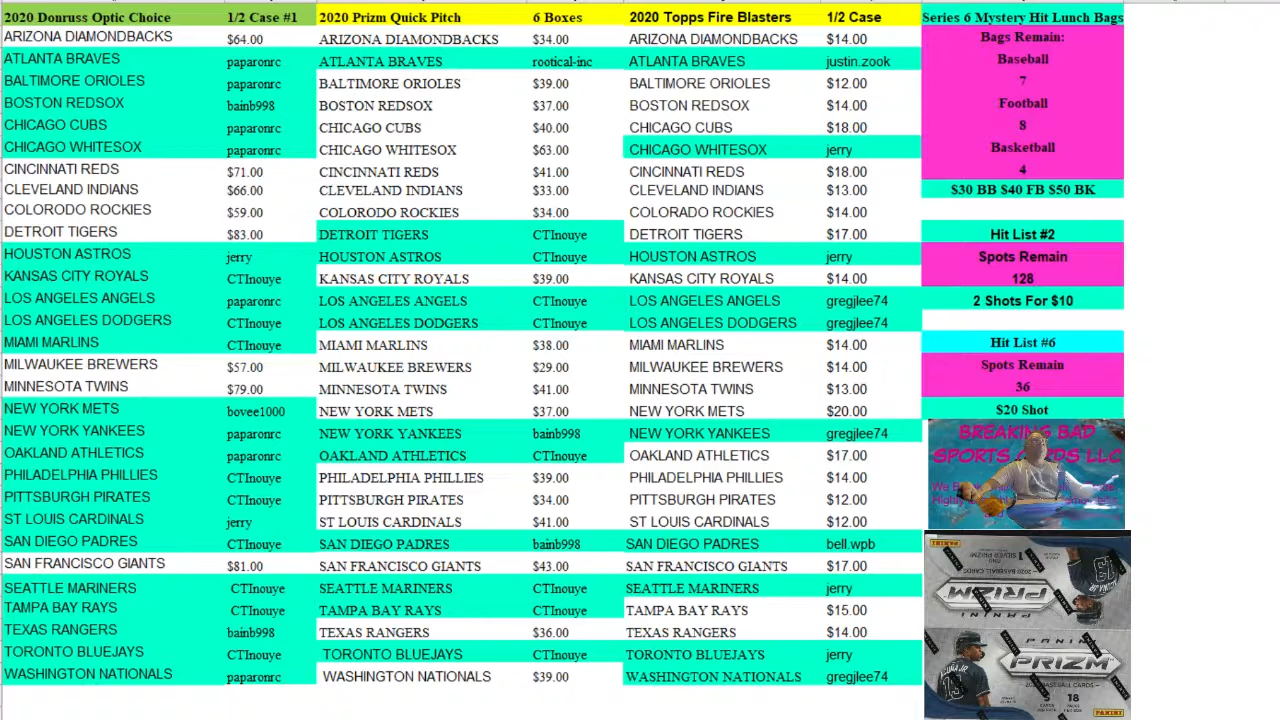 2020 Donruss Optic Choice 1/2 Case #1 2020 Prizm Quick Pitch 6 Boxes 2020 Topps Fire Blasters 1/2 Case Series 6 Mystery Hit Lunch Bags
ARIZONA DIAMONDBACKS $64.00 ARIZONA DIAMONDBACKS $34.00 ARIZONA DIAMONDBACKS $14.00 Bags Remain:
ATLANTA BRAVES paparonrc ATLANTA BRAVES rootical-inc ATLANTA BRAVES justin.zook Baseball
BALTIMORE ORIOLES paparonrc BALTIMORE ORIOLES $39.00 BALTIMORE ORIOLES $12.00 7
BOSTON REDSOX bainb998 BOSTON REDSOX $37.00 BOSTON REDSOX $14.00 Football
CHICAGO CUBS paparonrc CHICAGO CUBS $40.00 CHICAGO CUBS $18.00 8
CHICAGO WHITESOX paparonrc CHICAGO WHITESOX $63.00 CHICAGO WHITESOX jerry Basketball
CINCINNATI REDS $71.00 CINCINNATI REDS $41.00 CINCINNATI REDS $18.00 4
CLEVELAND INDIANS $66.00 CLEVELAND INDIANS $33.00 CLEVELAND INDIANS $13.00 $30 BB $40 FB $50 BK
COLORODO ROCKIES $59.00 COLORODO ROCKIES $34.00 COLORADO ROCKIES $14.00
DETROIT TIGERS $83.00 DETROIT TIGERS CTInouye DETROIT TIGERS $17.00 Hit List #2
HOUSTON ASTROS jerry HOUSTON ASTROS CTInouye HOUSTON ASTROS jerry Spots Remain
KANSAS CITY ROYALS CTInouye KANSAS CITY ROYALS $39.00 KANSAS CITY ROYALS $14.00 128
LOS ANGELES ANGELS paparonrc LOS ANGELES ANGELS CTInouye LOS ANGELES ANGELS gregjlee74 2 Shots For $10
LOS ANGELES DODGERS CTInouye LOS ANGELES DODGERS CTInouye LOS ANGELES DODGERS gregjlee74
MIAMI MARLINS CTInouye MIAMI MARLINS $38.00 MIAMI MARLINS $14.00 Hit List #6
MILWAUKEE BREWERS $57.00 MILWAUKEE BREWERS $29.00 MILWAUKEE BREWERS $14.00 Spots Remain
MINNESOTA TWINS $79.00 MINNESOTA TWINS $41.00 MINNESOTA TWINS $13.00 36
NEW YORK METS bovee1000 NEW YORK METS $37.00 NEW YORK METS $20.00 $20 Shot
NEW YORK YANKEES paparonrc NEW YORK YANKEES bainb998 NEW YORK YANKEES gregjlee74 BREAKING BAD
OAKLAND ATHLETICS paparonrc OAKLAND ATHLETICS CTInouye OAKLAND ATHLETICS $17.00 SPORTS CARDS LLC
PHILADELPHIA PHILLIES CTInouye PHILADELPHIA PHILLIES $39.00 PHILADELPHIA PHILLIES $14.00
PITTSBURGH PIRATES CTInouye PITTSBURGH PIRATES $34.00 PITTSBURGH PIRATES $12.00
ST LOUIS CARDINALS jerry ST LOUIS CARDINALS $41.00 ST LOUIS CARDINALS $12.00
SAN DIEGO PADRES CTInouye SAN DIEGO PADRES bainb998 SAN DIEGO PADRES bell.wpb PANINI
SAN FRANCISCO GIANTS $81.00 SAN FRANCISCO GIANTS $43.00 SAN FRANCISCO GIANTS $17.00
SEATTLE MARINERS CTInouye SEATTLE MARINERS CTInouye SEATTLE MARINERS jerry PRIZM
TAMPA BAY RAYS CTInouye TAMPA BAY RAYS CTInouye TAMPA BAY RAYS $15.00 PANINI
TEXAS RANGERS bainb998 TEXAS RANGERS $36.00 TEXAS RANGERS $14.00 PANINI
TORONTO BLUEJAYS CTInouye TORONTO BLUEJAYS CTInouye TORONTO BLUEJAYS jerry PRIZM
WASHINGTON NATIONALS paparonrc WASHINGTON NATIONALS $39.00 WASHINGTON NATIONALS gregjlee74
18
PANINI